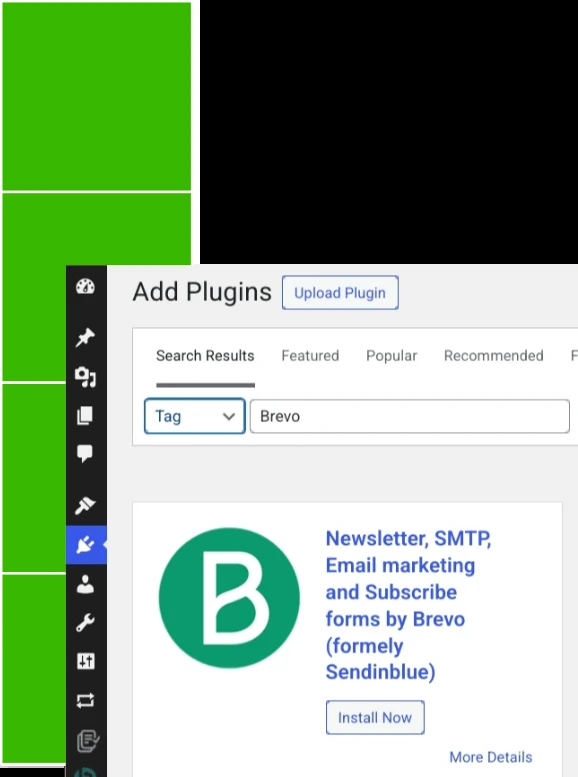 Add Plugins
Upload Plugin
Search Results
Featured
Popular
Recommended
F
Tag
Brevo
B
Newsletter, SMTP,
Email marketing
and Subscribe
forms by Brevo
(formely
Sendinblue)
Install Now
More Details